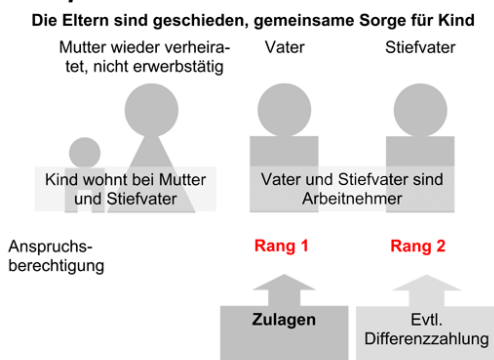 Die Eltern sind geschieden, gemeinsame Sorge für Kind
Mutter wieder verheira-
tet, nicht erwerbstätig
Vater
Stiefvater
Kind wohnt bei Mutter
und Stiefvater
Vater und Stiefvater sind
Arbeitnehmer
Anspruchs-
berechtigung
Rang 1
Rang 2
Zulagen
Evtl.
Differenzzahlung